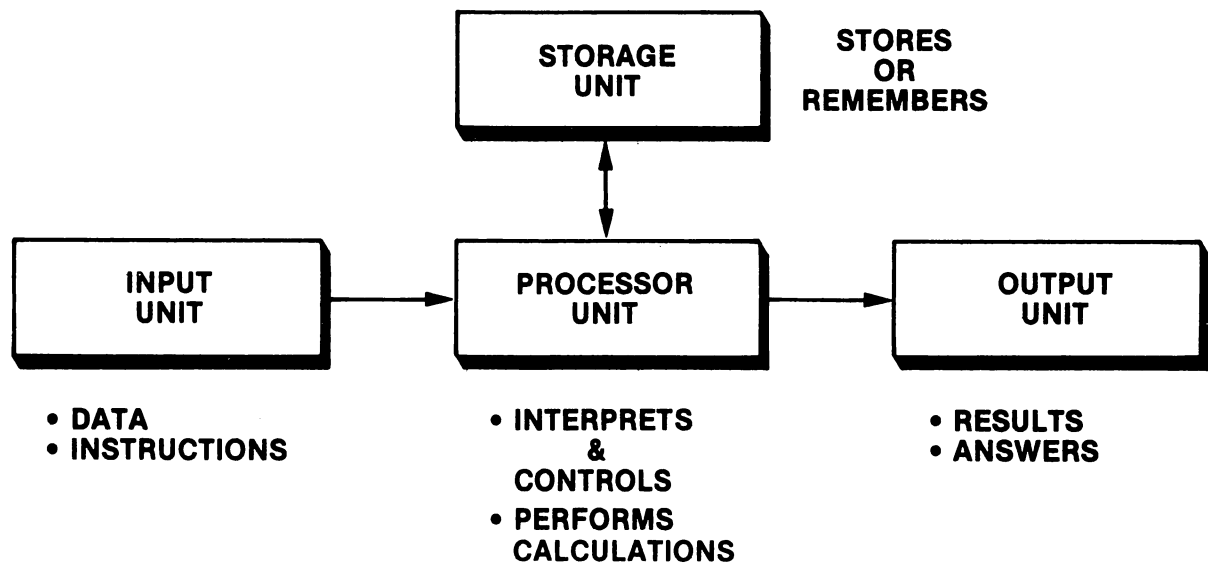 STORAGE
UNIT
STORES
OR
REMEMBERS
INPUT
UNIT
PROCESSOR
UNIT
OUTPUT
UNIT
• DATA
• INSTRUCTIONS
• INTERPRETS
&
CONTROLS
• PERFORMS
CALCULATIONS
• RESULTS
• ANSWERS